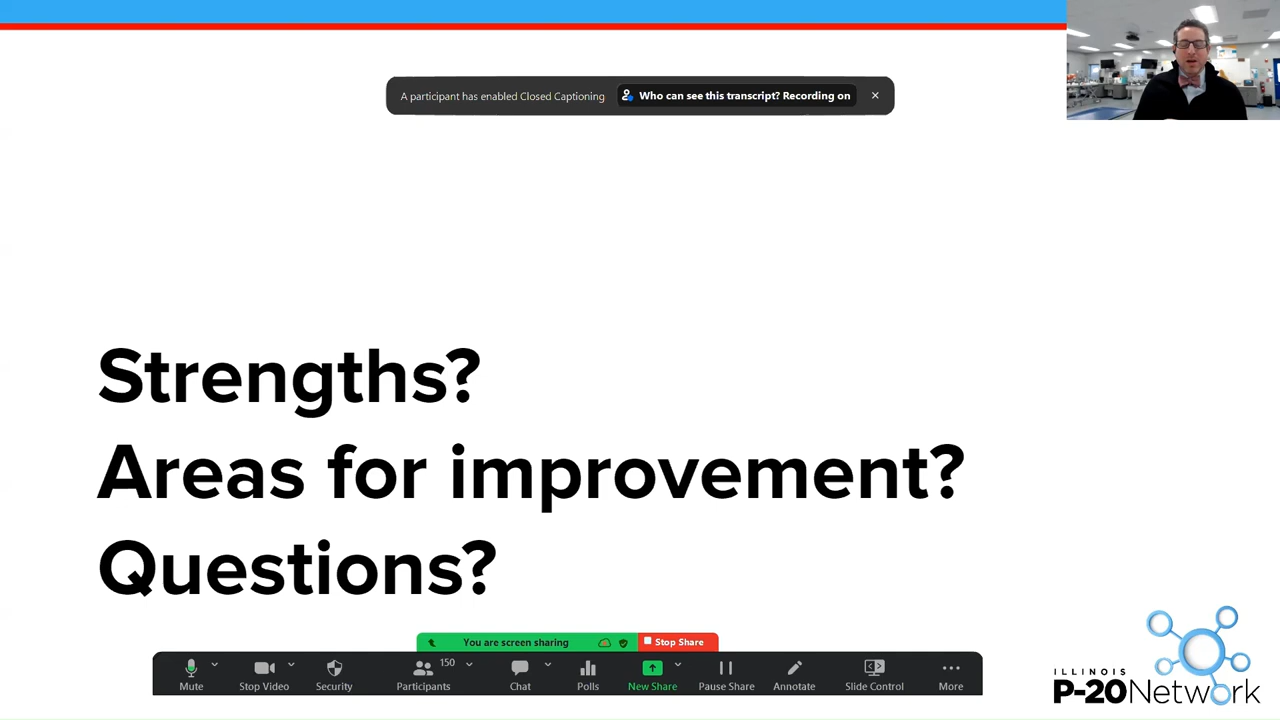 A participant has enabled Closed Captioning Who can see this transcript? Recording on
Strengths?
Areas for improvement?
Questions?
You are screen sharing Stop Share
150
Mute Stop Video Security Participants Chat Polls New Share Pause Share Annotate Slide Control More
ILLINOIS
P-20Network